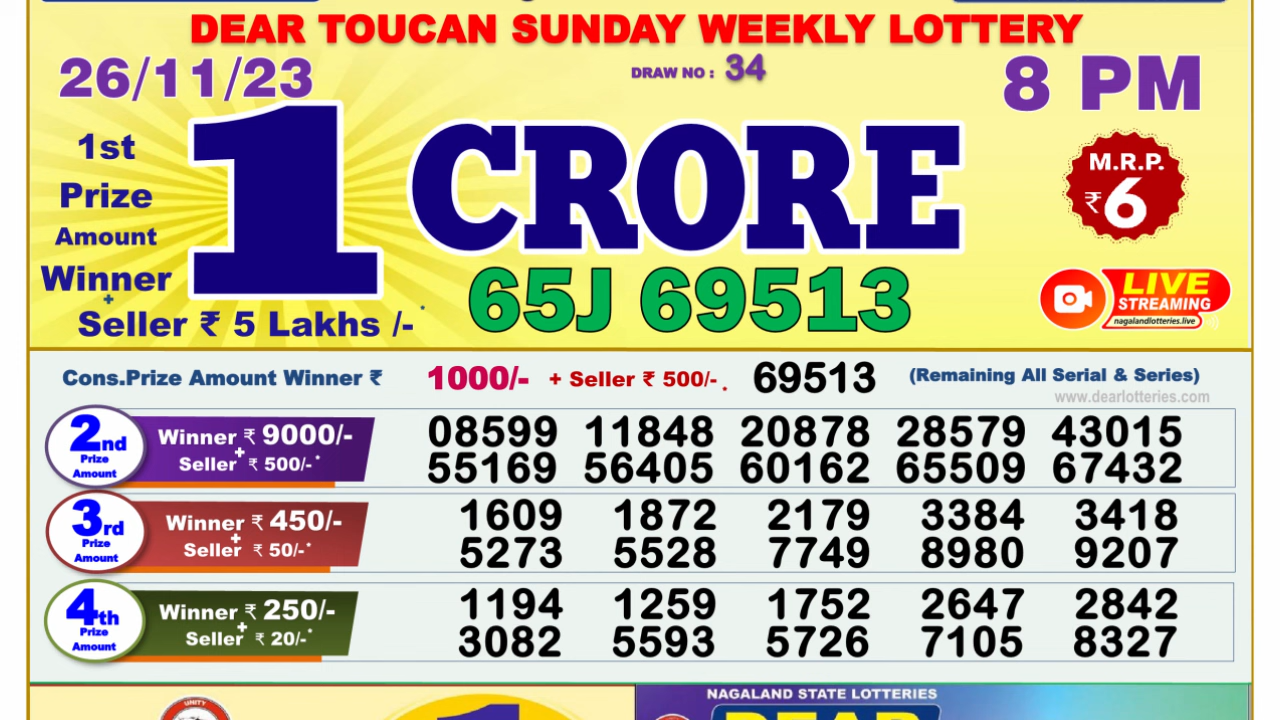 DEAR TOUCAN SUNDAY WEEKLY LOTTERY
26/11/23
DRAW NO : 34
8 PM
1st
Prize
Amount
Winner
+
Seller ₹ 5 Lakhs /-*
1 CRORE
65J 69513
M.R.P.
₹ 6
LIVE
STREAMING
nagalandlotteries.live
Cons.Prize Amount Winner ₹ 1000/- + Seller ₹ 500/- . 69513 (Remaining All Serial & Series)
www.dearlotteries.com
2nd
Prize
Amount
Winner ₹ 9000/-
+
Seller ₹ 500/-*
08599 11848 20878 28579 43015
55169 56405 60162 65509 67432
3rd
Prize
Amount
Winner ₹ 450/-
+
Seller ₹ 50/-*
1609 1872 2179 3384 3418
5273 5528 7749 8980 9207
4th
Prize
Amount
Winner ₹ 250/-
+
Seller ₹ 20/-*
1194 1259 1752 2647 2842
3082 5593 5726 7105 8327
UNITY
1
NAGALAND STATE LOTTERIES
DEAR